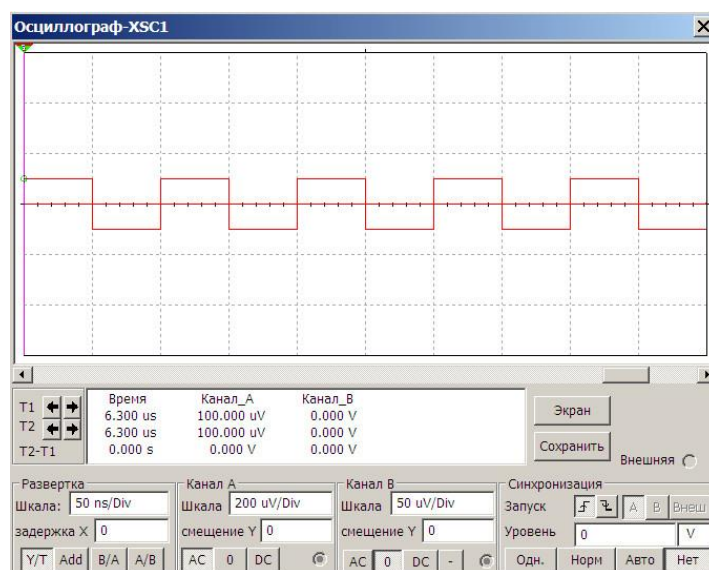 Осциллограф-XSC1
Время Канал_A Канал_B
T1 6.300 us 100.000 uV 0.000 V
T2 6.300 us 100.000 uV 0.000 V
T2-T1 0.000 s 0.000 V 0.000 V
Экран
Сохранить
Внешняя
Развертка
Шкала: 50 ns/Div
задержка X 0
Y/T Add B/A A/B
Канал A
Шкала 200 uV/Div
смещение Y 0
AC 0 DC
Канал B
Шкала 50 uV/Div
смещение Y 0
AC 0 DC -
Синхронизация
Запуск A B Внеш
Уровень 0 V
Одн. Норм Авто Нет